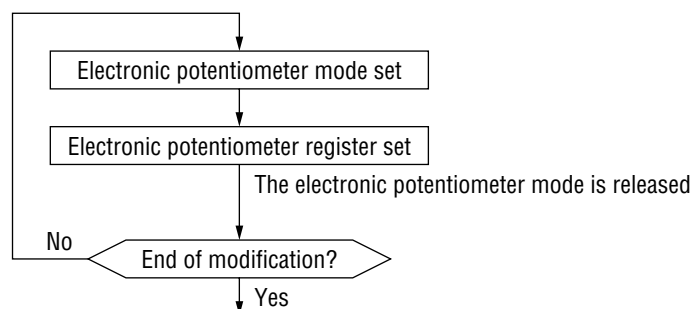 Electronic potentiometer mode set
Electronic potentiometer register set
The electronic potentiometer mode is released
No
End of modification?
Yes